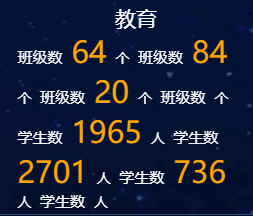 教育
班级数 64 个 班级数 84
个 班级数 20 个 班级数 个
学生数 1965 人 学生数
2701 人 学生数 736
人 学生数 人